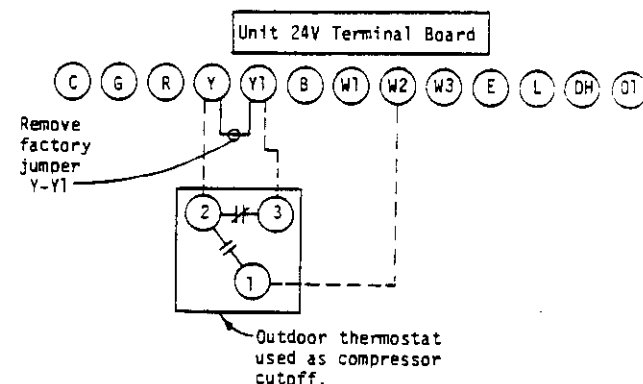 Unit 24V Terminal Board
C G R Y Y1 B W1 W2 W3 E L DH O1
Remove
factory
jumper
Y-Y1
2 3
1
Outdoor thermostat
used as compressor
cutoff.